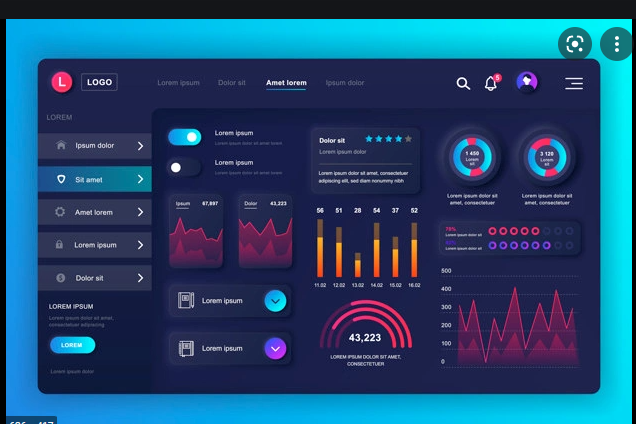 L
LOGO
Lorem ipsum
Dolor sit
Amet lorem
Ipsum dolor
5
LOREM
Ipsum dolor
Sit amet
Amet lorem
Lorem ipsum
Dolor sit
LOREM IPSUM
Lorem ipsum dolor sit amet,
consectetuer adipiscing
LOREM
Lorem ipsum dolor
Lorem ipsum
Lorem ipsum dolor sit amet lorem
Lorem ipsum
Lorem ipsum dolor sit amet lorem
Ipsum 67,897
Dolor 43,223
Lorem ipsum
Lorem ipsum
Dolor sit
Lorem ipsum dolor
Lorem ipsum dolor sit amet, consectetuer
adipiscing elit, sed diam nonummy nibh
56 51 28 54 37 52
11.02 12.02 13.02 14.02 15.02 16.02
43,223
LOREM IPSUM DOLOR SIT AMET,
CONSECTETUER
1 450
Lorem
sit
3 128
Lorem
sit
Lorem ipsum dolor sit
amet, consectetuer
Lorem ipsum dolor sit
amet, consectetuer
Lorem ipsum dolor sit
Lorem ipsum dolor sit
500
400
300
200
100
0